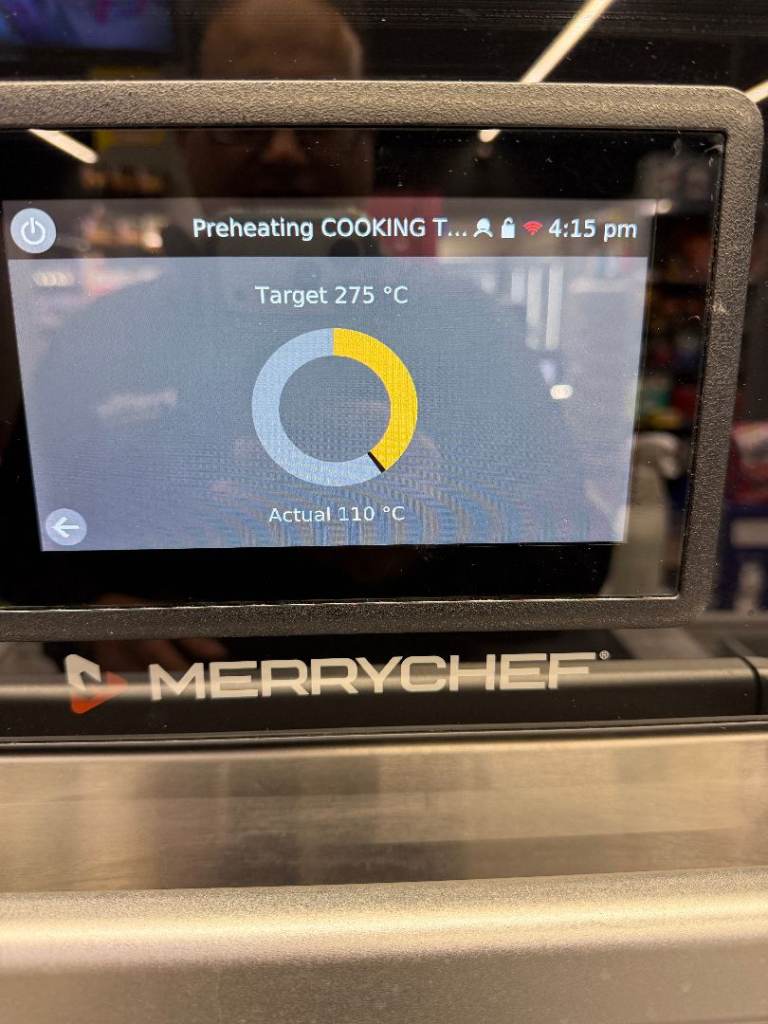 Preheating COOKING T... 4:15 pm
Target 275 °C
Actual 110 °C
MERRYCHEF®